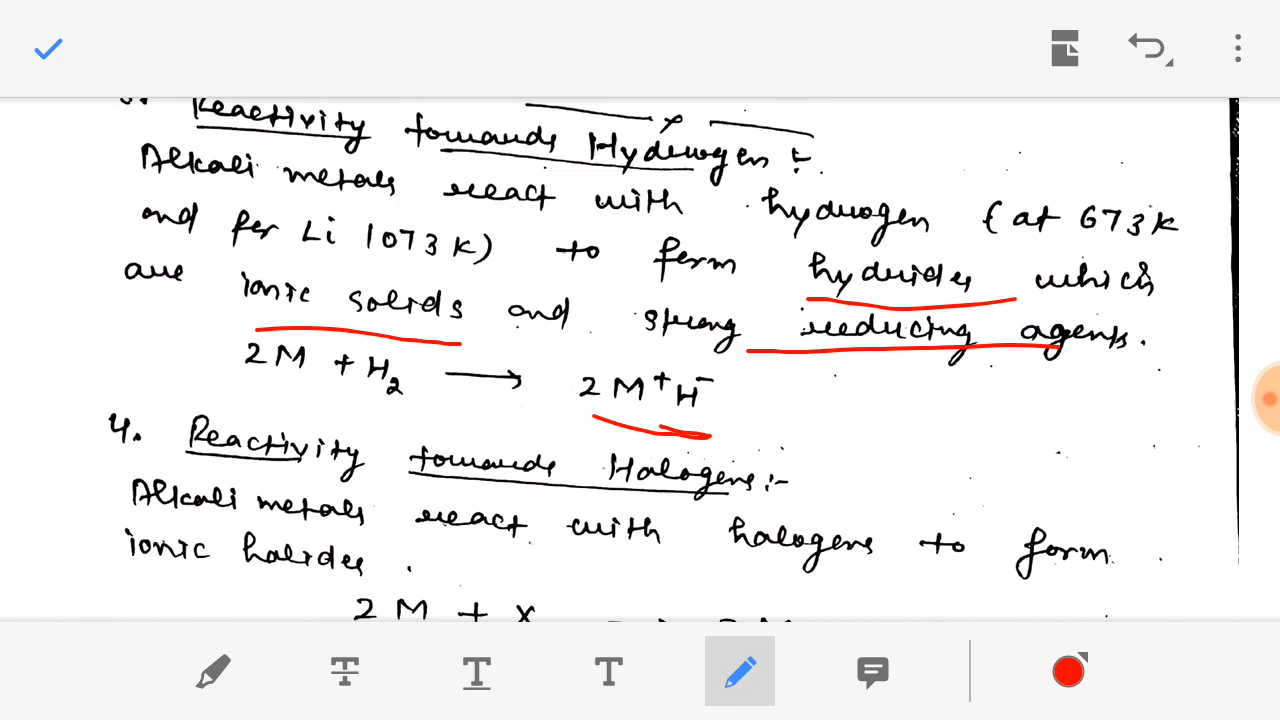 Reactivity towards Hydrogen :-
Alkali metals react with hydrogen (at 673K
and for Li 1073K) to form hydrides which
are ionic solids and strong reducing agents.
2M + H₂ → 2M⁺H⁻
4. Reactivity towards Halogens :-
Alkali metals react with halogens to form
ionic halides.
2M + X
T T T